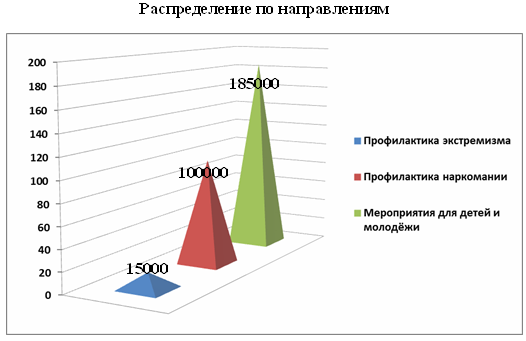 Распределение по направлениям
200
180
160
140
120
100
80
60
40
20
0
185000
100000
15000
Профилактика экстремизма
Профилактика наркомании
Мероприятия для детей и
молодёжи